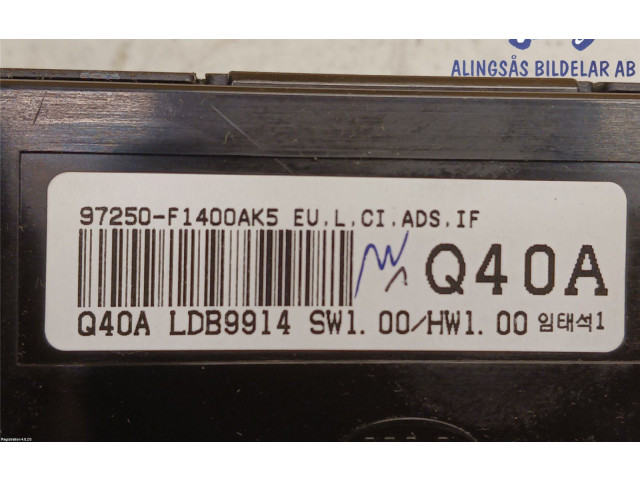 ALINGSÅS BILDELAR AB
97250-F1400AK5 EU.L.CI.ADS.IF
Q40A
Q40A LDB9914 SW1.00/HW1.00 임태석1